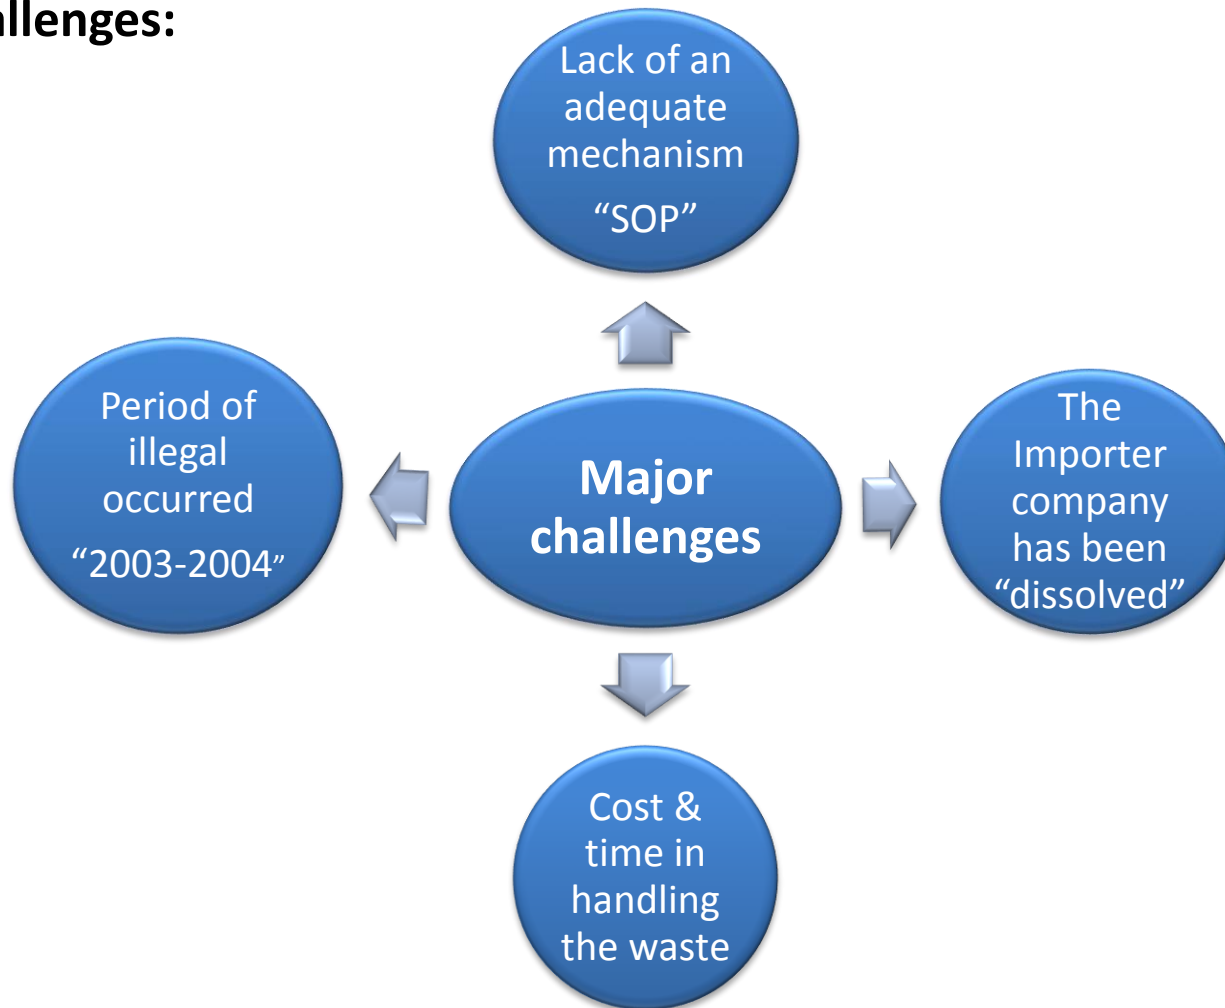 allenges:
Lack of an
adequate
mechanism
“SOP”
Period of
illegal
occurred
“2003-2004”
Major
challenges
The
Importer
company
has been
“dissolved”
Cost &
time in
handling
the waste